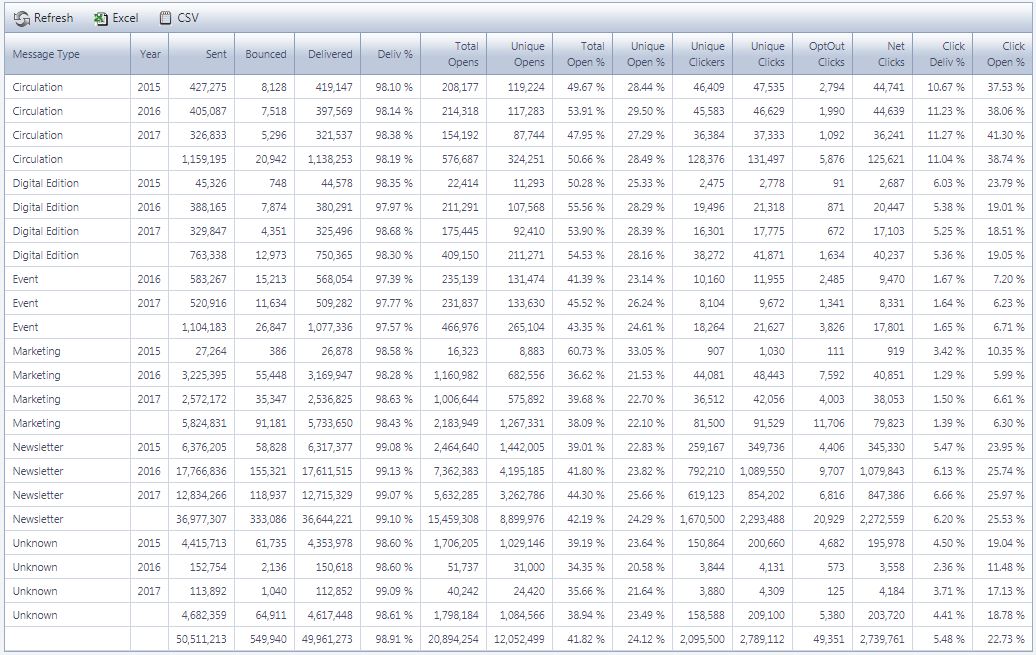 Refresh Excel CSV
Message Type Year Sent Bounced Delivered Deliv % Total Opens Unique Opens Total Open % Unique Open % Unique Clickers Unique Clicks OptOut Clicks Net Clicks Click Deliv % Click Open %
Circulation 2015 427,275 8,128 419,147 98.10 % 208,177 119,224 49.67 % 28.44 % 46,409 47,535 2,794 44,741 10.67 % 37.53 %
Circulation 2016 405,087 7,518 397,569 98.14 % 214,318 117,283 53.91 % 29.50 % 45,583 46,629 1,990 44,639 11.23 % 38.06 %
Circulation 2017 326,833 5,296 321,537 98.38 % 154,192 87,744 47.95 % 27.29 % 36,384 37,333 1,092 36,241 11.27 % 41.30 %
Circulation 1,159,195 20,942 1,138,253 98.19 % 576,687 324,251 50.66 % 28.49 % 128,376 131,497 5,876 125,621 11.04 % 38.74 %
Digital Edition 2015 45,326 748 44,578 98.35 % 22,414 11,293 50.28 % 25.33 % 2,475 2,778 91 2,687 6.03 % 23.79 %
Digital Edition 2016 388,165 7,874 380,291 97.97 % 211,291 107,568 55.56 % 28.29 % 19,496 21,318 871 20,447 5.38 % 19.01 %
Digital Edition 2017 329,847 4,351 325,496 98.68 % 175,445 92,410 53.90 % 28.39 % 16,301 17,775 672 17,103 5.25 % 18.51 %
Digital Edition 763,338 12,973 750,365 98.30 % 409,150 211,271 54.53 % 28.16 % 38,272 41,871 1,634 40,237 5.36 % 19.05 %
Event 2016 583,267 15,213 568,054 97.39 % 235,139 131,474 41.39 % 23.14 % 10,160 11,955 2,485 9,470 1.67 % 7.20 %
Event 2017 520,916 11,634 509,282 97.77 % 231,837 133,630 45.52 % 26.24 % 8,104 9,672 1,341 8,331 1.64 % 6.23 %
Event 1,104,183 26,847 1,077,336 97.57 % 466,976 265,104 43.35 % 24.61 % 18,264 21,627 3,826 17,801 1.65 % 6.71 %
Marketing 2015 27,264 386 26,878 98.58 % 16,323 8,883 60.73 % 33.05 % 907 1,030 111 919 3.42 % 10.35 %
Marketing 2016 3,225,395 55,448 3,169,947 98.28 % 1,160,982 682,556 36.62 % 21.53 % 44,081 48,443 7,592 40,851 1.29 % 5.99 %
Marketing 2017 2,572,172 35,347 2,536,825 98.63 % 1,006,644 575,892 39.68 % 22.70 % 36,512 42,056 4,003 38,053 1.50 % 6.61 %
Marketing 5,824,831 91,181 5,733,650 98.43 % 2,183,949 1,267,331 38.09 % 22.10 % 81,500 91,529 11,706 79,823 1.39 % 6.30 %
Newsletter 2015 6,376,205 58,828 6,317,377 99.08 % 2,464,640 1,442,005 39.01 % 22.83 % 259,167 349,736 4,406 345,330 5.47 % 23.95 %
Newsletter 2016 17,766,836 155,321 17,611,515 99.13 % 7,362,383 4,195,185 41.80 % 23.82 % 792,210 1,089,550 9,707 1,079,843 6.13 % 25.74 %
Newsletter 2017 12,834,266 118,937 12,715,329 99.07 % 5,632,285 3,262,786 44.30 % 25.66 % 619,123 854,202 6,816 847,386 6.66 % 25.97 %
Newsletter 36,977,307 333,086 36,644,221 99.10 % 15,459,308 8,899,976 42.19 % 24.29 % 1,670,500 2,293,488 20,929 2,272,559 6.20 % 25.53 %
Unknown 2015 4,415,713 61,735 4,353,978 98.60 % 1,706,205 1,029,146 39.19 % 23.64 % 150,864 200,660 4,682 195,978 4.50 % 19.04 %
Unknown 2016 152,754 2,136 150,618 98.60 % 51,737 31,000 34.35 % 20.58 % 3,844 4,131 573 3,558 2.36 % 11.48 %
Unknown 2017 113,892 1,040 112,852 99.09 % 40,242 24,420 35.66 % 21.64 % 3,880 4,309 125 4,184 3.71 % 17.13 %
Unknown 4,682,359 64,911 4,617,448 98.61 % 1,798,184 1,084,566 38.94 % 23.49 % 158,588 209,100 5,380 203,720 4.41 % 18.78 %
50,511,213 549,940 49,961,273 98.91 % 20,894,254 12,052,499 41.82 % 24.12 % 2,095,500 2,789,112 49,351 2,739,761 5.48 % 22.73 %